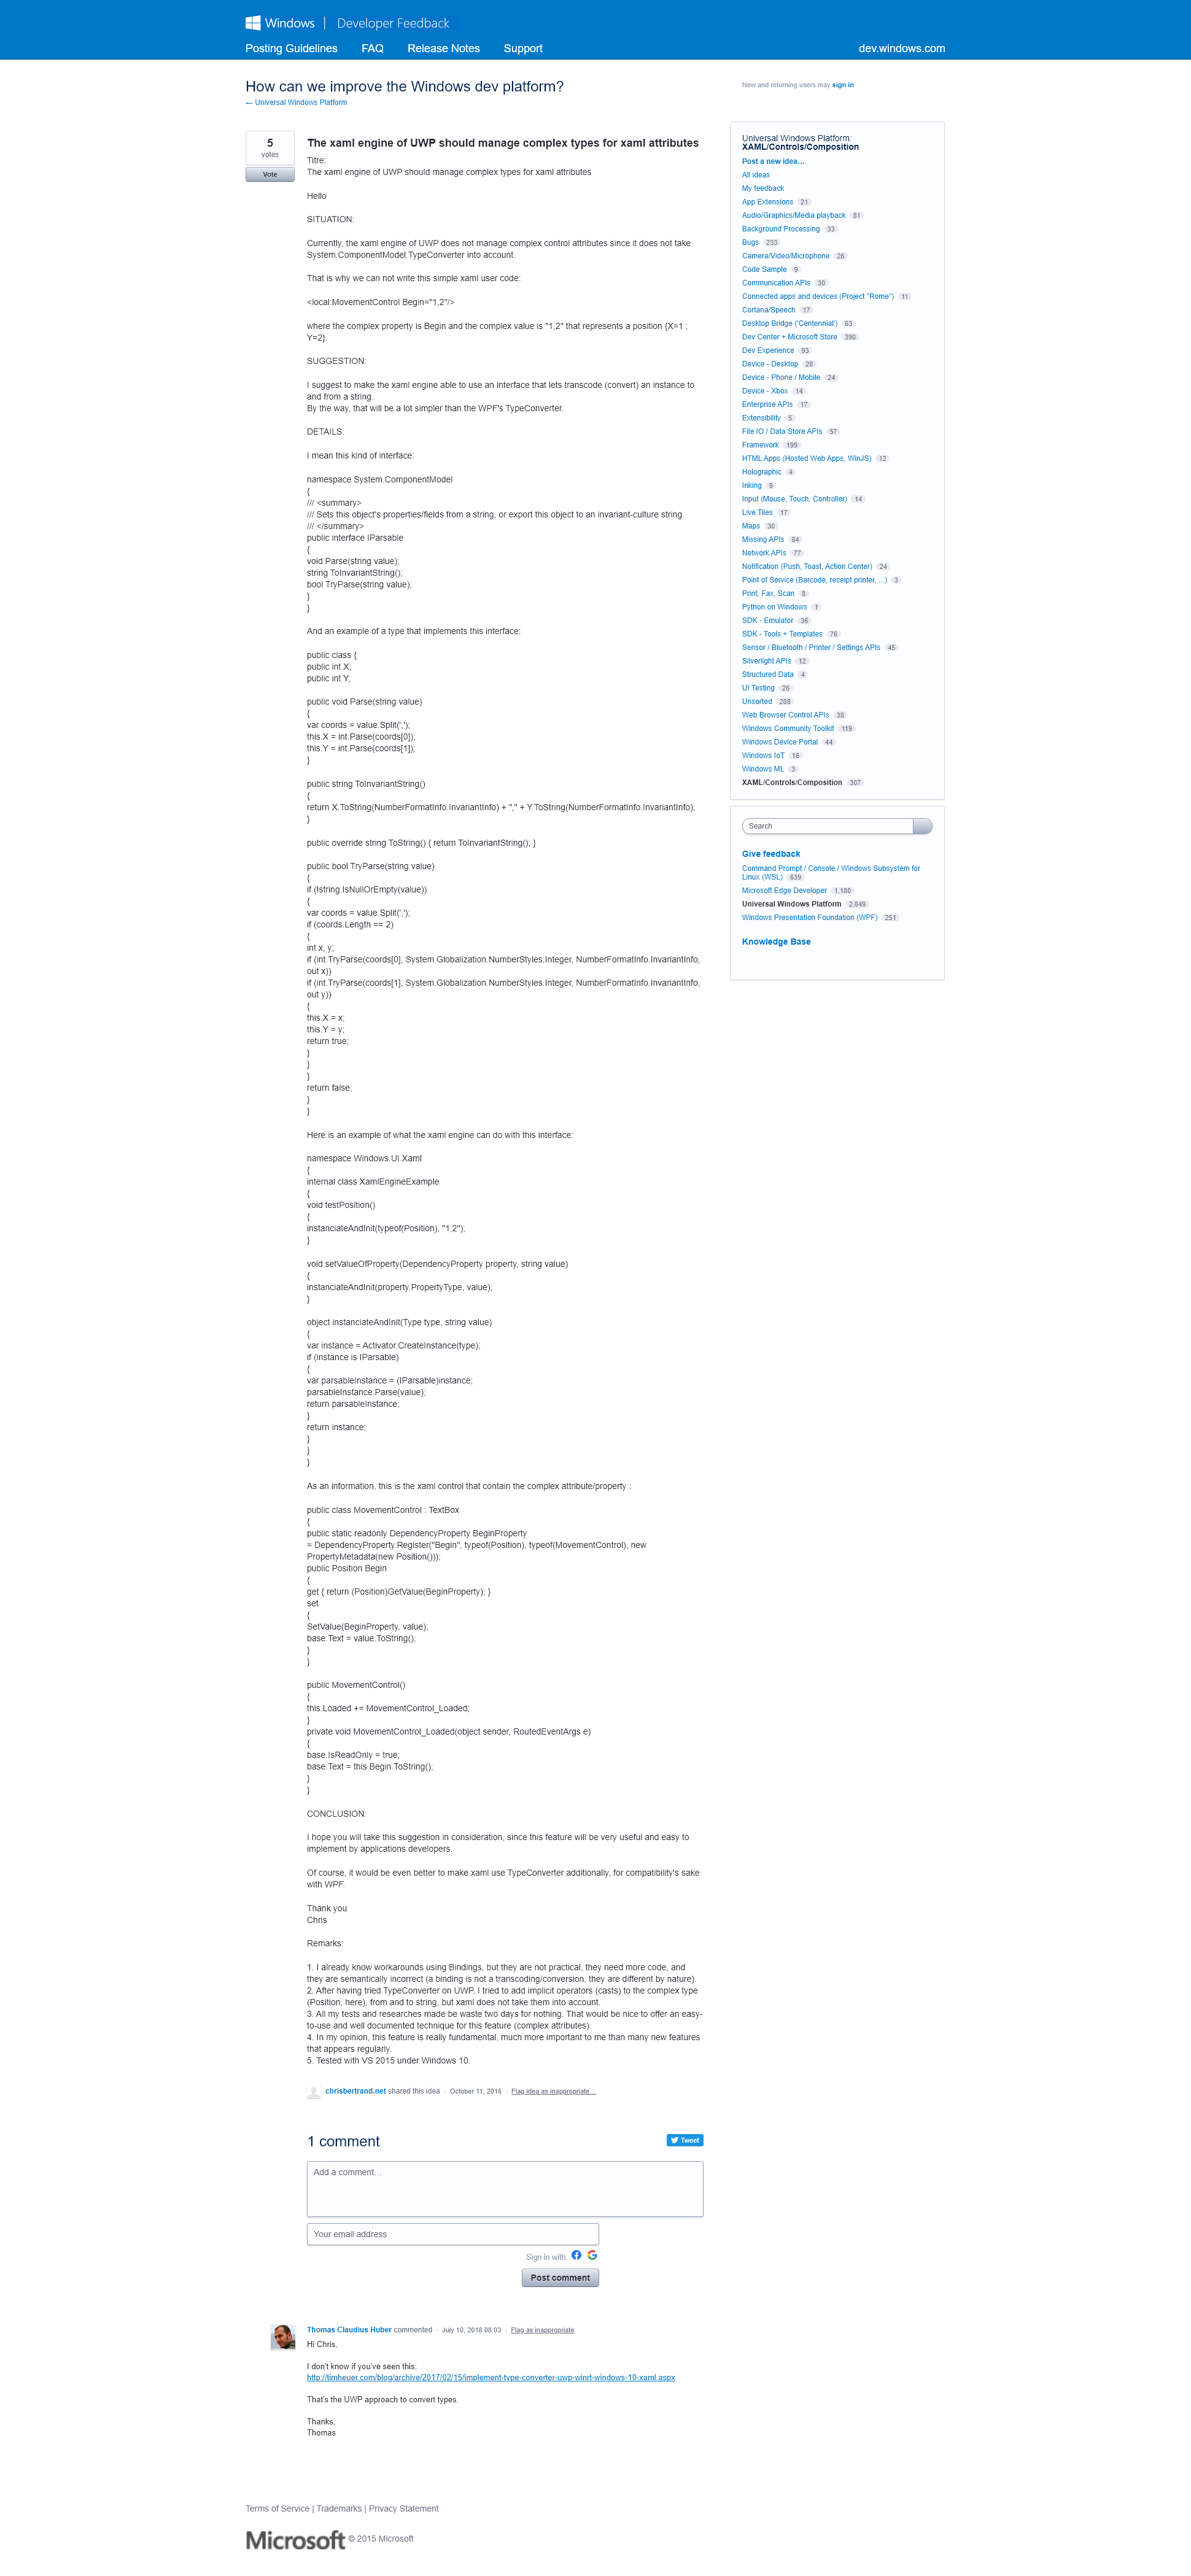 Windows | Developer Feedback
Posting Guidelines FAQ Release Notes Support dev.windows.com
How can we improve the Windows dev platform?
← Universal Windows Platform
New and returning users may sign in
5
votes
Vote
The xaml engine of UWP should manage complex types for xaml attributes
Titre:
The xaml engine of UWP should manage complex types for xaml attributes
Hello
SITUATION:
Currently, the xaml engine of UWP does not manage complex control attributes since it does not take
System.ComponentModel.TypeConverter into account.
That is why we can not write this simple xaml user code:
<local:MovementControl Begin="1,2"/>
where the complex property is Begin and the complex value is "1,2" that represents a position {X=1 ;
Y=2}.
SUGGESTION:
I suggest to make the xaml engine able to use an interface that lets transcode (convert) an instance to
and from a string.
By the way, that will be a lot simpler than the WPF's TypeConverter.
DETAILS:
I mean this kind of interface:
namespace System.ComponentModel
{
/// <summary>
/// Sets this object's properties/fields from a string, or export this object to an invariant-culture string.
/// </summary>
public interface IParsable
{
void Parse(string value);
string ToInvariantString();
bool TryParse(string value);
}
}
And an example of a type that implements this interface:
public class {
public int X;
public int Y;
public void Parse(string value)
{
var coords = value.Split(',');
this.X = int.Parse(coords[0]);
this.Y = int.Parse(coords[1]);
}
public string ToInvariantString()
{
return X.ToString(NumberFormatInfo.InvariantInfo) + "," + Y.ToString(NumberFormatInfo.InvariantInfo);
}
public override string ToString() { return ToInvariantString(); }
public bool TryParse(string value)
{
if (!string.IsNullOrEmpty(value))
{
var coords = value.Split(',');
if (coords.Length == 2)
{
int x, y;
if (int.TryParse(coords[0], System.Globalization.NumberStyles.Integer, NumberFormatInfo.InvariantInfo,
out x))
if (int.TryParse(coords[1], System.Globalization.NumberStyles.Integer, NumberFormatInfo.InvariantInfo,
out y))
{
this.X = x;
this.Y = y;
return true;
}
}
}
return false;
}
}
Here is an example of what the xaml engine can do with this interface:
namespace Windows.UI.Xaml
{
internal class XamlEngineExample
{
void testPosition()
{
instanciateAndInit(typeof(Position), "1,2");
}
void setValueOfProperty(DependencyProperty property, string value)
{
instanciateAndInit(property.PropertyType, value);
}
object instanciateAndInit(Type type, string value)
{
var instance = Activator.CreateInstance(type);
if (instance is IParsable)
{
var parsableInstance = (IParsable)instance;
parsableInstance.Parse(value);
return parsableInstance;
}
return instance;
}
}
}
As an information, this is the xaml control that contain the complex attribute/property :
public class MovementControl : TextBox
{
public static readonly DependencyProperty BeginProperty
= DependencyProperty.Register("Begin", typeof(Position), typeof(MovementControl), new
PropertyMetadata(new Position()));
public Position Begin
{
get { return (Position)GetValue(BeginProperty); }
set
{
SetValue(BeginProperty, value);
base.Text = value.ToString();
}
}
public MovementControl()
{
this.Loaded += MovementControl_Loaded;
}
private void MovementControl_Loaded(object sender, RoutedEventArgs e)
{
base.IsReadOnly = true;
base.Text = this.Begin.ToString();
}
}
CONCLUSION:
I hope you will take this suggestion in consideration, since this feature will be very useful and easy to
implement by applications developers.
Of course, it would be even better to make xaml use TypeConverter additionally, for compatibility's sake
with WPF.
Thank you
Chris
Remarks:
1. I already know workarounds using Bindings, but they are not practical, they need more code, and
they are semantically incorrect (a binding is not a transcoding/conversion, they are different by nature).
2. After having tried TypeConverter on UWP, I tried to add implicit operators (casts) to the complex type
(Position, here), from and to string, but xaml does not take them into account.
3. All my tests and researches made be waste two days for nothing. That would be nice to offer an easy-
to-use and well documented technique for this feature (complex attributes).
4. In my opinion, this feature is really fundamental, much more important to me than many new features
that appears regularly.
5. Tested with VS 2015 under Windows 10.
chrisbertrand.net shared this idea · October 11, 2016 · Flag idea as inappropriate…
1 comment
Tweet
Add a comment…
Your email address
Sign in with:
Post comment
Thomas Claudius Huber commented · July 10, 2018 08:03 · Flag as inappropriate
Hi Chris,
I don't know if you've seen this:
http://timheuer.com/blog/archive/2017/02/15/implement-type-converter-uwp-winrt-windows-10-xaml.aspx
That's the UWP approach to convert types.
Thanks,
Thomas
Universal Windows Platform:
XAML/Controls/Composition
Post a new idea…
All ideas
My feedback
App Extensions 21
Audio/Graphics/Media playback 81
Background Processing 33
Bugs 233
Camera/Video/Microphone 26
Code Sample 9
Communication APIs 30
Connected apps and devices (Project "Rome") 11
Cortana/Speech 17
Desktop Bridge ('Centennial') 63
Dev Center + Microsoft Store 390
Dev Experience 93
Device - Desktop 28
Device - Phone / Mobile 24
Device - Xbox 14
Enterprise APIs 17
Extensibility 5
File IO / Data Store APIs 57
Framework 199
HTML Apps (Hosted Web Apps, WinJS) 12
Holographic 4
Inking 9
Input (Mouse, Touch, Controller) 14
Live Tiles 17
Maps 30
Missing APIs 84
Network APIs 77
Notification (Push, Toast, Action Center) 24
Point of Service (Barcode, receipt printer, ...) 3
Print, Fax, Scan 8
Python on Windows 1
SDK - Emulator 36
SDK - Tools + Templates 76
Sensor / Bluetooth / Printer / Settings APIs 45
Silverlight APIs 12
Structured Data 4
UI Testing 26
Unsorted 288
Web Browser Control APIs 38
Windows Community Toolkit 119
Windows Device Portal 44
Windows IoT 16
Windows ML 3
XAML/Controls/Composition 307
Search
Give feedback
Command Prompt / Console / Windows Subsystem for
Linux (WSL) 639
Microsoft Edge Developer 1,180
Universal Windows Platform 2,649
Windows Presentation Foundation (WPF) 251
Knowledge Base
Terms of Service | Trademarks | Privacy Statement
Microsoft © 2015 Microsoft